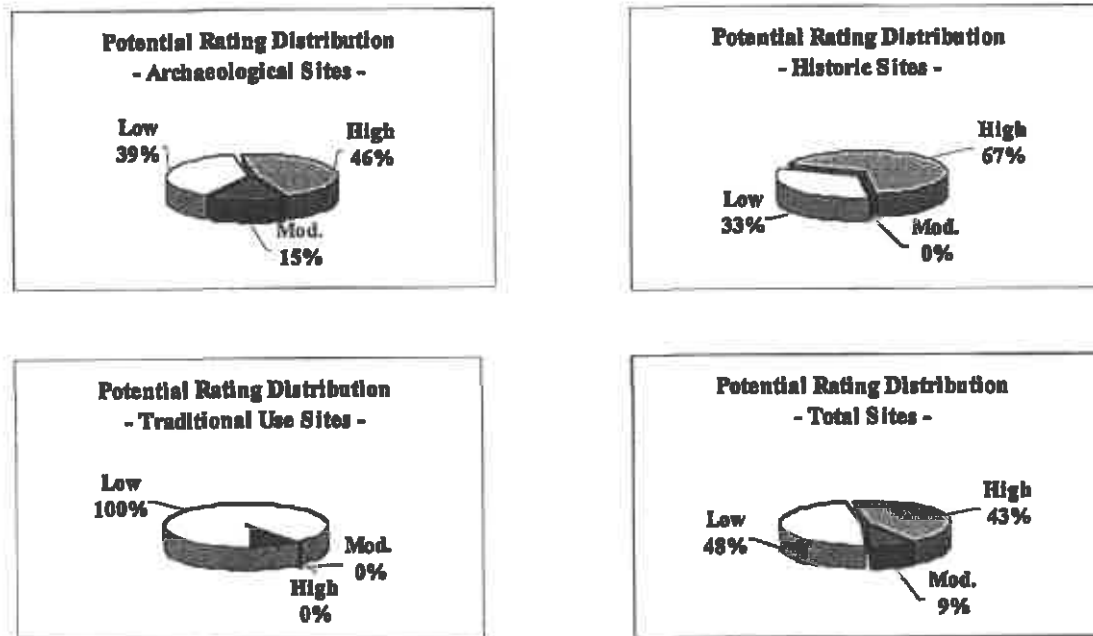 Potential Rating Distribution
- Archaeological Sites -
Low
39%
High
46%
Mod.
15%
Potential Rating Distribution
- Historic Sites -
High
67%
Low
33%
Mod.
0%
Potential Rating Distribution
- Traditional Use Sites -
Low
100%
Mod.
0%
High
0%
Potential Rating Distribution
- Total Sites -
High
43%
Low
48%
Mod.
9%